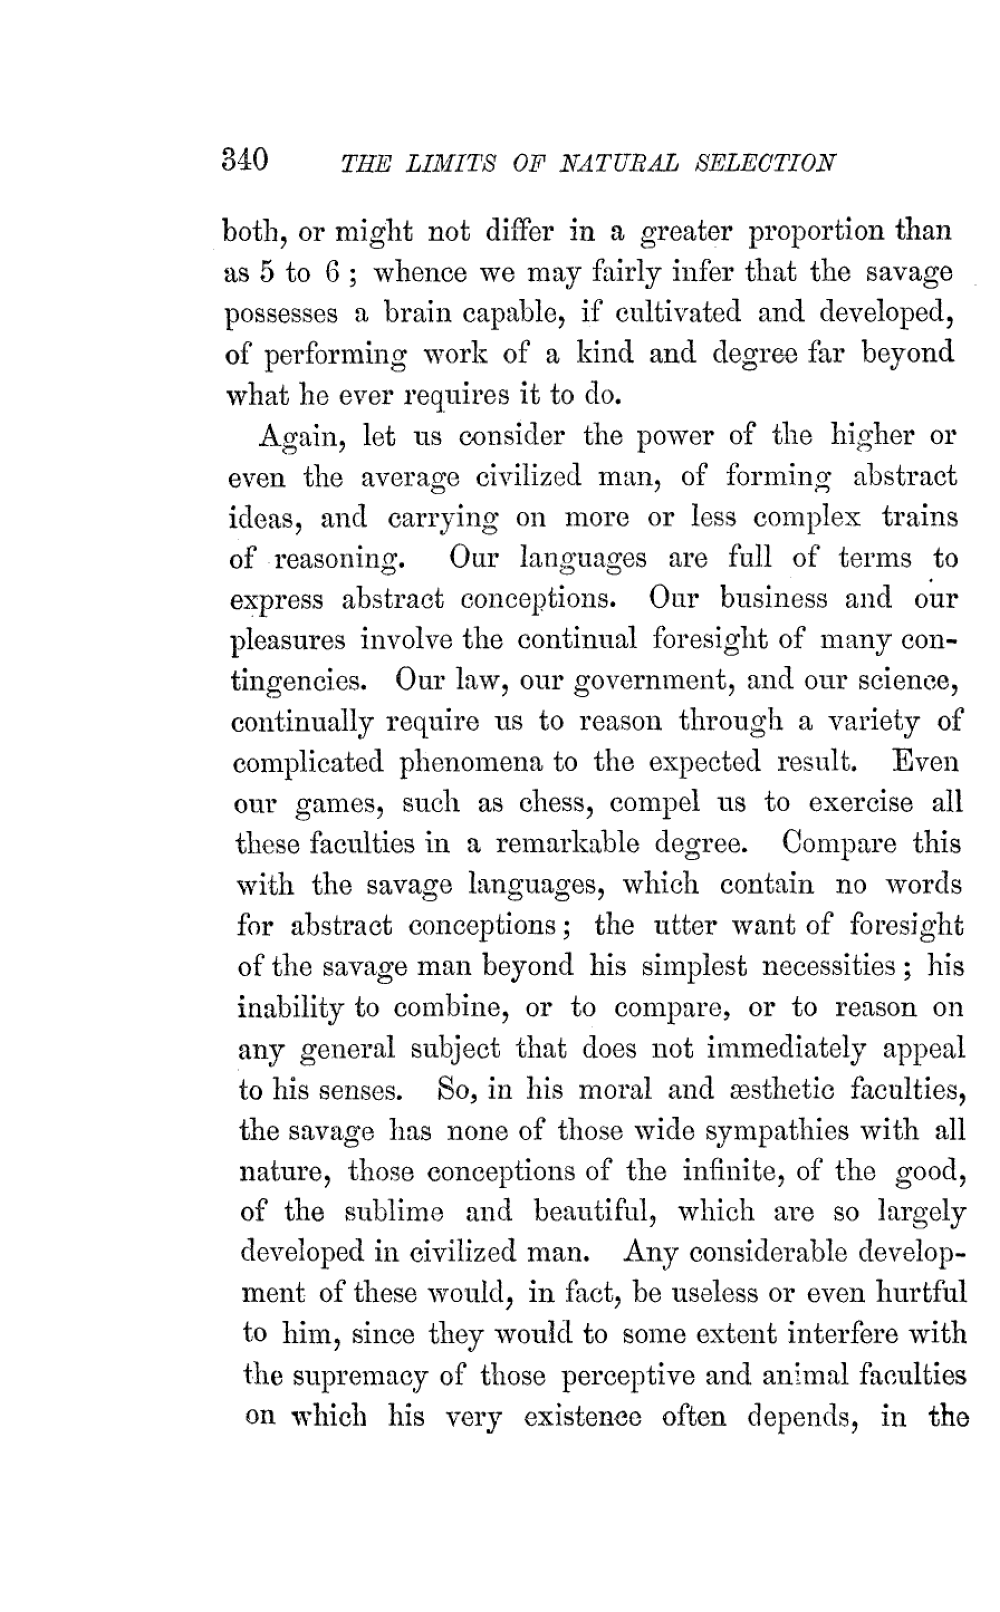 340 THE LIMITS OF NATURAL SELECTION
both, or might not differ in a greater proportion than
as 5 to 6 ; whence we may fairly infer that the savage
possesses a brain capable, if cultivated and developed,
of performing work of a kind and degree far beyond
what he ever requires it to do.
Again, let us consider the power of the higher or
even the average civilized man, of forming abstract
ideas, and carrying on more or less complex trains
of reasoning. Our languages are full of terms to
express abstract conceptions. Our business and our
pleasures involve the continual foresight of many con-
tingencies. Our law, our government, and our science,
continually require us to reason through a variety of
complicated phenomena to the expected result. Even
our games, such as chess, compel us to exercise all
these faculties in a remarkable degree. Compare this
with the savage languages, which contain no words
for abstract conceptions ; the utter want of foresight
of the savage man beyond his simplest necessities ; his
inability to combine, or to compare, or to reason on
any general subject that does not immediately appeal
to his senses. So, in his moral and æsthetic faculties,
the savage has none of those wide sympathies with all
nature, those conceptions of the infinite, of the good,
of the sublime and beautiful, which are so largely
developed in civilized man. Any considerable develop-
ment of these would, in fact, be useless or even hurtful
to him, since they would to some extent interfere with
the supremacy of those perceptive and animal faculties
on which his very existence often depends, in the